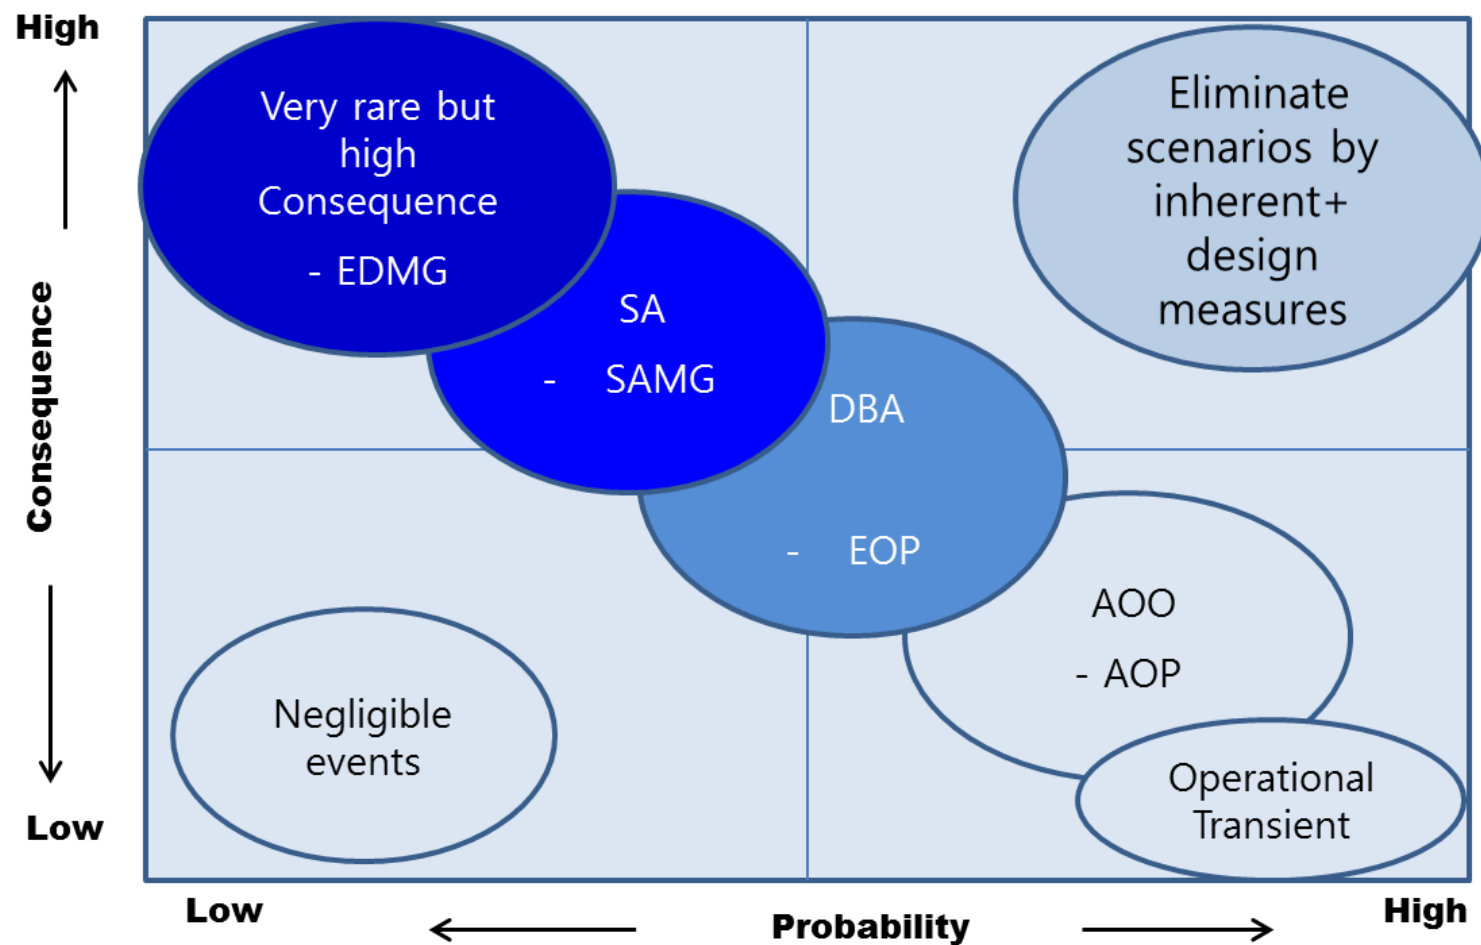 High
Very rare but
high
Consequence
- EDMG
Eliminate
scenarios by
inherent+
design
measures
SA
- SAMG
DBA
- EOP
Consequence
AOO
- AOP
Negligible
events
Operational
Transient
Low
Low
Probability
High